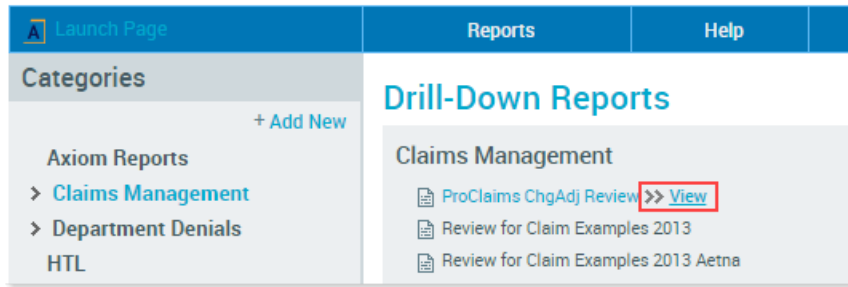 A Launch Page
Reports
Help
Categories
+ Add New
Axiom Reports
> Claims Management
> Department Denials
HTL
Drill-Down Reports
Claims Management
ProClaims ChgAdj Review >> View
Review for Claim Examples 2013
Review for Claim Examples 2013 Aetna